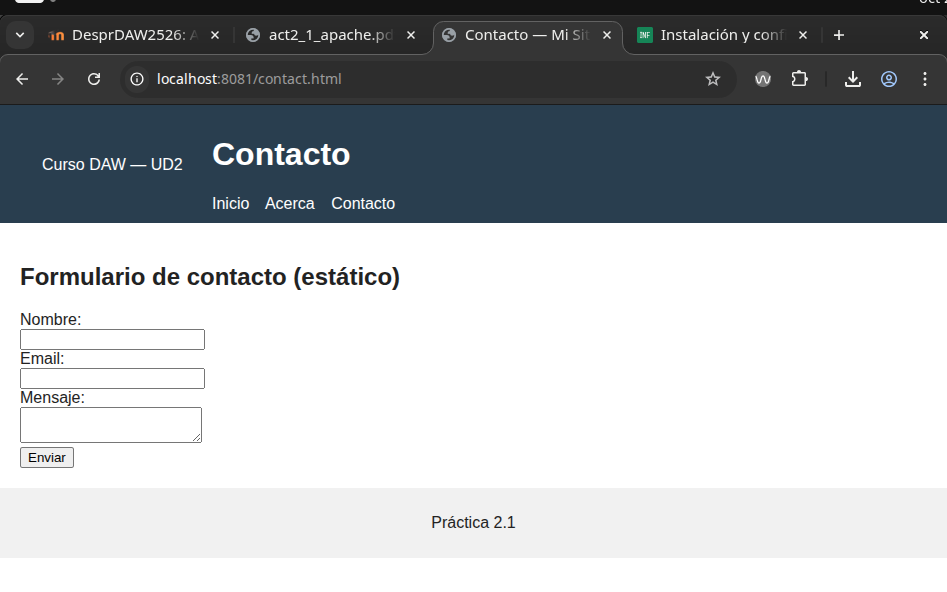 DesprDAW2526: A
act2_1_apache.pd
Contacto — Mi Sit
INF
Instalación y conf
localhost:8081/contact.html
Curso DAW — UD2
Contacto
Inicio Acerca Contacto
Formulario de contacto (estático)
Nombre:
Email:
Mensaje:
Enviar
Práctica 2.1